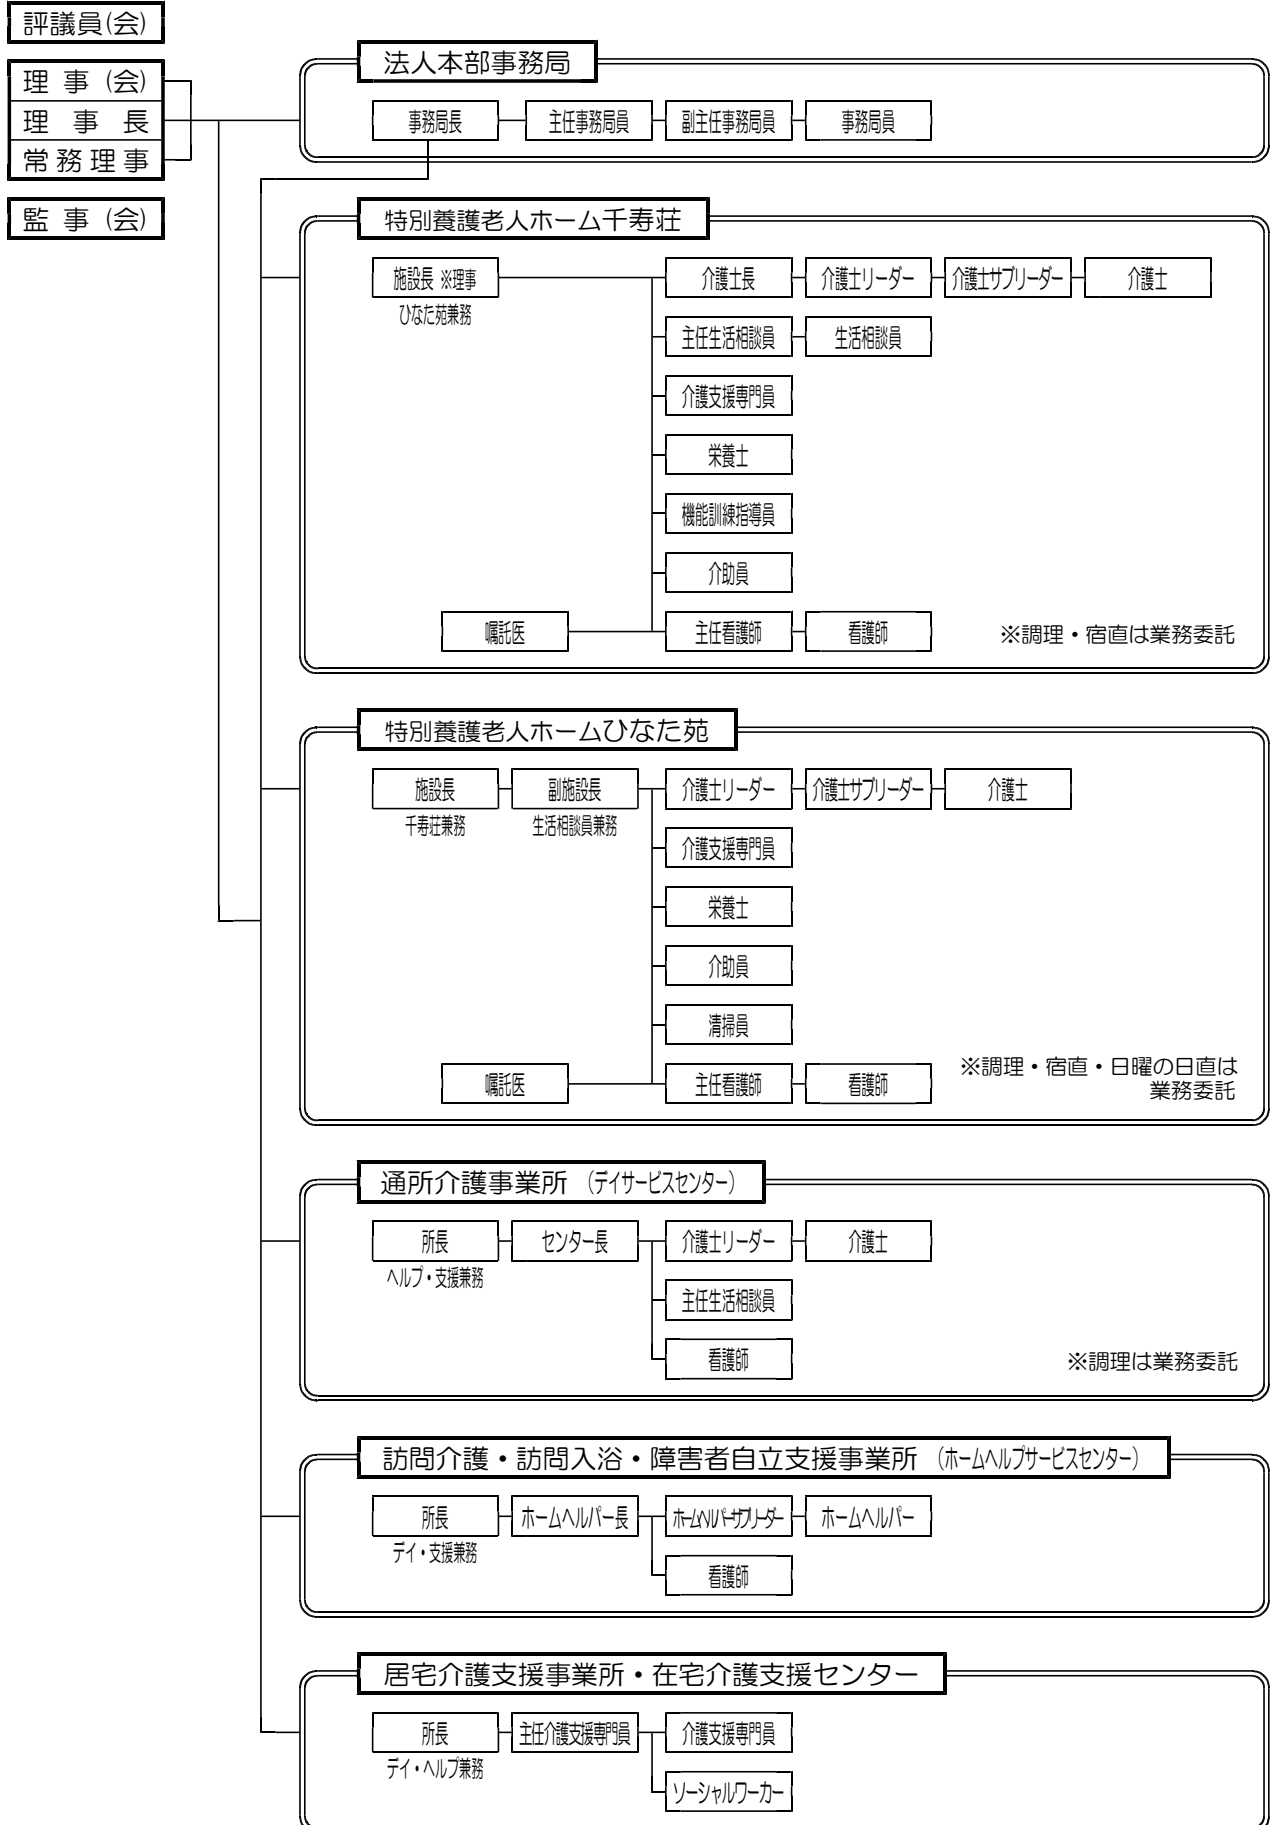 評議員(会)
理事(会)
理事長
常務理事
監事(会)
法人本部事務局
事務局長 主任事務局員 副主任事務局員 事務局員
特別養護老人ホーム千寿荘
施設長 ※理事 介護士長 介護士リーダー 介護士サブリーダー 介護士
ひなた苑兼務
主任生活相談員 生活相談員
介護支援専門員
栄養士
機能訓練指導員
介助員
嘱託医 主任看護師 看護師 ※調理・宿直は業務委託
特別養護老人ホームひなた苑
施設長 副施設長 介護士リーダー 介護士サブリーダー 介護士
千寿荘兼務 生活相談員兼務
介護支援専門員
栄養士
介助員
清掃員
嘱託医 主任看護師 看護師 ※調理・宿直・日曜の日直は
業務委託
通所介護事業所 (デイサービスセンター)
所長 センター長 介護士リーダー 介護士
ヘルプ・支援兼務
主任生活相談員
看護師 ※調理は業務委託
訪問介護・訪問入浴・障害者自立支援事業所 (ホームヘルプサービスセンター)
所長 ホームヘルパー長 ホームヘルパーサブリーダー ホームヘルパー
デイ・支援兼務
看護師
居宅介護支援事業所・在宅介護支援センター
所長 主任介護支援専門員 介護支援専門員
デイ・ヘルプ兼務
ソーシャルワーカー